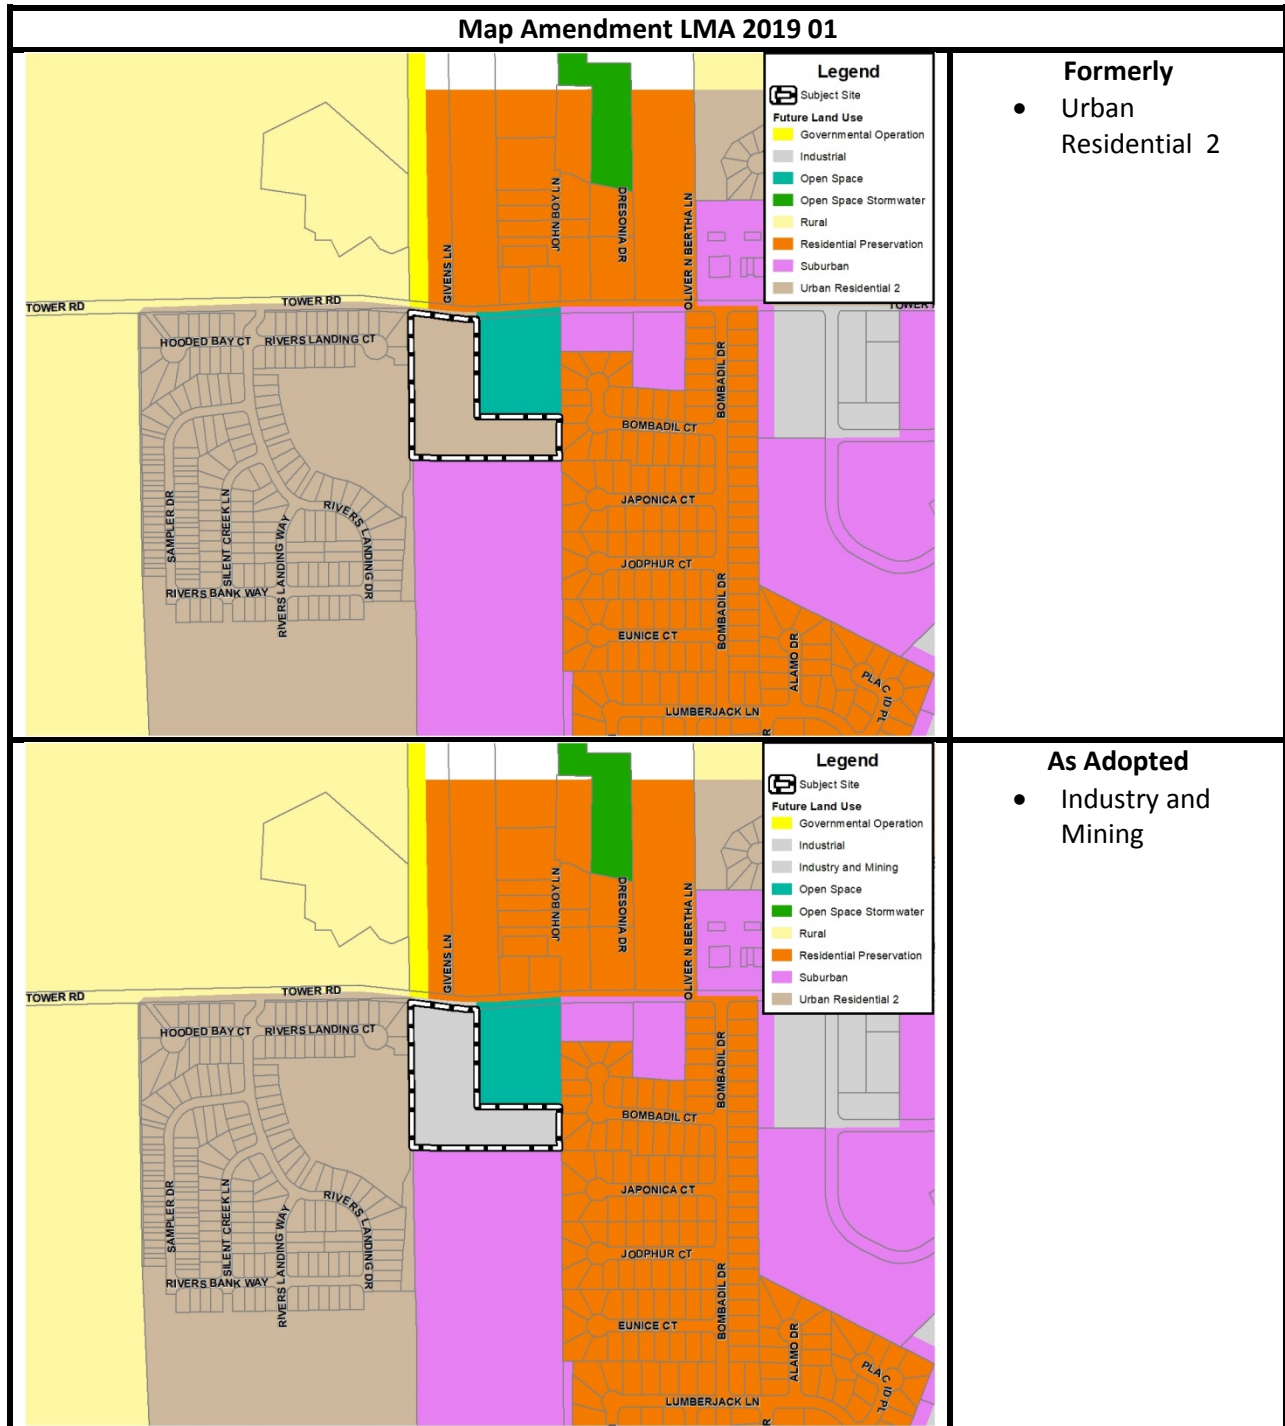 Map Amendment LMA 2019 01
Legend
Subject Site
Future Land Use
Governmental Operation
Industrial
Open Space
Open Space Stormwater
Rural
Residential Preservation
Suburban
Urban Residential 2
GIVENS LN
JOHN BOY LN
DRESONIA DR
OLIVER N BERTHA LN
TOWER RD
TOWER RD
TOWER
HOODED BAY CT
RIVERS LANDING CT
BOMBADIL DR
BOMBADIL CT
SAMPLER DR
SILENT CREEK LN
RIVERS LANDING WAY
RIVERS LANDING DR
JAPONICA CT
JODPHUR CT
RIVERS BANK WAY
BOMBADIL DR
EUNICE CT
ALAMO DR
PLACID PL
LUMBERJACK LN
R
Formerly
• Urban
Residential 2
Legend
Subject Site
Future Land Use
Governmental Operation
Industrial
Industry and Mining
Open Space
Open Space Stormwater
Rural
Residential Preservation
Suburban
Urban Residential 2
GIVENS LN
JOHN BOY LN
DRESONIA DR
OLIVER N BERTHA LN
TOWER RD
TOWER RD
HOODED BAY CT
RIVERS LANDING CT
BOMBADIL DR
BOMBADIL CT
SAMPLER DR
SILENT CREEK LN
RIVERS LANDING WAY
RIVERS LANDING DR
JAPONICA CT
JODPHUR CT
RIVERS BANK WAY
BOMBADIL DR
EUNICE CT
ALAMO DR
PLACID PL
LUMBERJACK LN
R
As Adopted
• Industry and
Mining